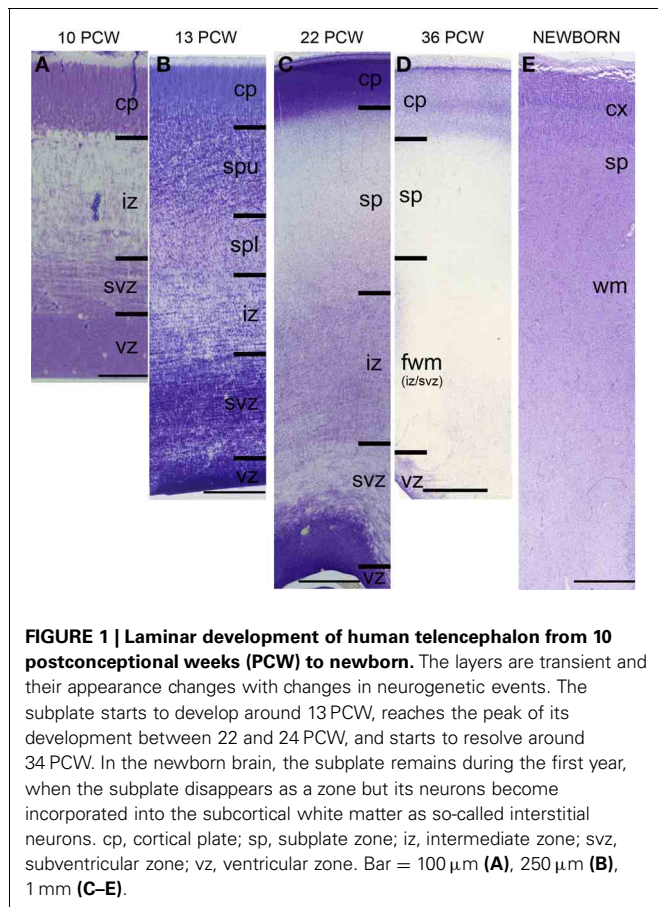 10 PCW 13 PCW 22 PCW 36 PCW NEWBORN
A
cp
iz
svz
vz
B
cp
spu
spl
iz
svz
vz
C
cp
sp
iz
svz
vz
D
cp
sp
fwm
(iz/svz)
vz
E
cx
sp
wm
FIGURE 1 | Laminar development of human telencephalon from 10
postconceptional weeks (PCW) to newborn. The layers are transient and
their appearance changes with changes in neurogenetic events. The
subplate starts to develop around 13 PCW, reaches the peak of its
development between 22 and 24 PCW, and starts to resolve around
34 PCW. In the newborn brain, the subplate remains during the first year,
when the subplate disappears as a zone but its neurons become
incorporated into the subcortical white matter as so-called interstitial
neurons. cp, cortical plate; sp, subplate zone; iz, intermediate zone; svz,
subventricular zone; vz, ventricular zone. Bar = 100 μm (A), 250 μm (B),
1 mm (C–E).